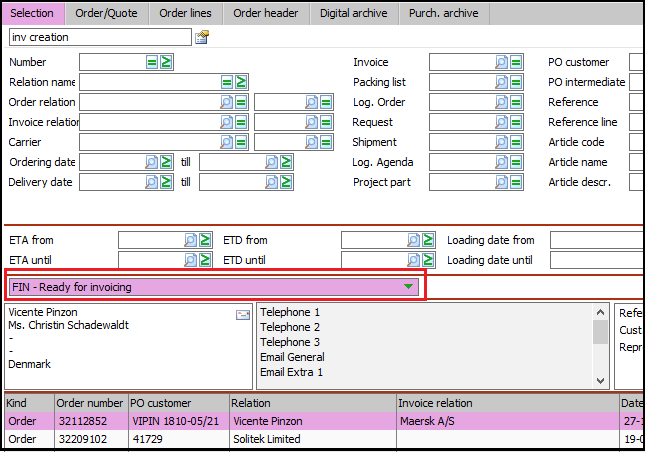 Selection Order/Quote Order lines Order header Digital archive Purch. archive
inv creation
Number Invoice PO customer
Relation name Packing list PO intermediate
Order relation Log. Order Reference
Invoice relation Request Reference line
Carrier Shipment Article code
Ordering date till Log. Agenda Article name
Delivery date till Project part Article descr.
ETA from ETD from Loading date from
ETA until ETD until Loading date until
FIN - Ready for invoicing
Vicente Pinzon Telephone 1 Refe
Ms. Christin Schadewaldt Telephone 2 Cust
- Telephone 3 Repr
- Email General
Denmark Email Extra 1
Kind Order number PO customer Relation Invoice relation Date
Order 32112852 VIPIN 1810-05/21 Vicente Pinzon Maersk A/S 27-1
Order 32209102 41729 Solitek Limited 19-0